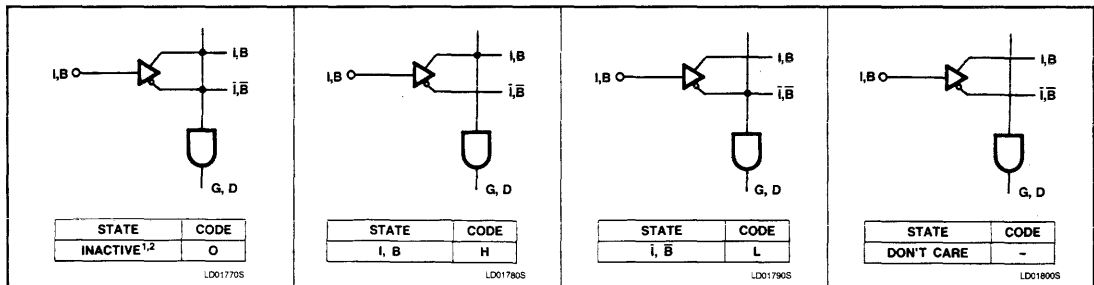 I,B
I,B
Ī,B̄
G, D
STATE CODE
INACTIVE1,2 O
LD01770S
I,B
I,B
Ī,B̄
G, D
STATE CODE
I, B H
LD01780S
I,B
I,B
Ī,B̄
G, D
STATE CODE
Ī, B̄ L
LD01790S
I,B
I,B
Ī,B̄
G, D
STATE CODE
DON'T CARE –
LD01800S